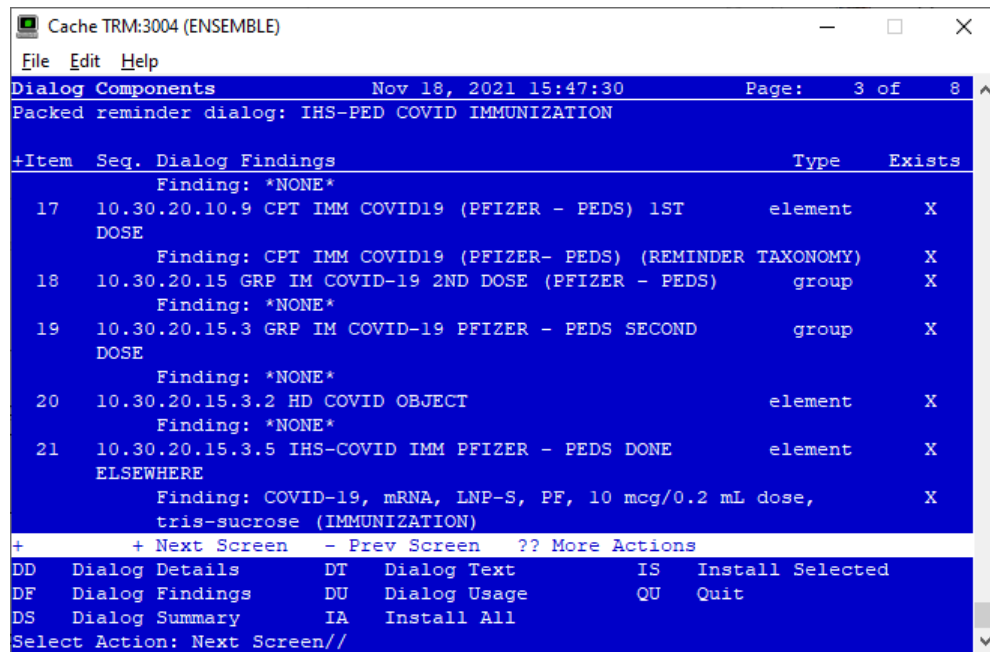 Cache TRM:3004 (ENSEMBLE)
File Edit Help
Dialog Components Nov 18, 2021 15:47:30 Page: 3 of 8
Packed reminder dialog: IHS-PED COVID IMMUNIZATION
+Item Seq. Dialog Findings Type Exists
Finding: *NONE*
17 10.30.20.10.9 CPT IMM COVID19 (PFIZER - PEDS) 1ST element X
DOSE
Finding: CPT IMM COVID19 (PFIZER- PEDS) (REMINDER TAXONOMY) X
18 10.30.20.15 GRP IM COVID-19 2ND DOSE (PFIZER - PEDS) group X
Finding: *NONE*
19 10.30.20.15.3 GRP IM COVID-19 PFIZER - PEDS SECOND group X
DOSE
Finding: *NONE*
20 10.30.20.15.3.2 HD COVID OBJECT element X
Finding: *NONE*
21 10.30.20.15.3.5 IHS-COVID IMM PFIZER - PEDS DONE element X
ELSEWHERE
Finding: COVID-19, mRNA, LNP-S, PF, 10 mcg/0.2 mL dose, X
tris-sucrose (IMMUNIZATION)
+ + Next Screen - Prev Screen ?? More Actions
DD Dialog Details DT Dialog Text IS Install Selected
DF Dialog Findings DU Dialog Usage QU Quit
DS Dialog Summary IA Install All
Select Action: Next Screen//